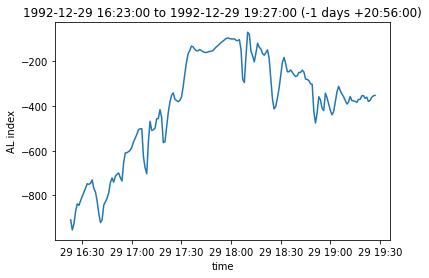 1992-12-29 16:23:00 to 1992-12-29 19:27:00 (-1 days +20:56:00)
AL index
−200
−400
−600
−800
29 16:30 29 17:00 29 17:30 29 18:00 29 18:30 29 19:00 29 19:30
time